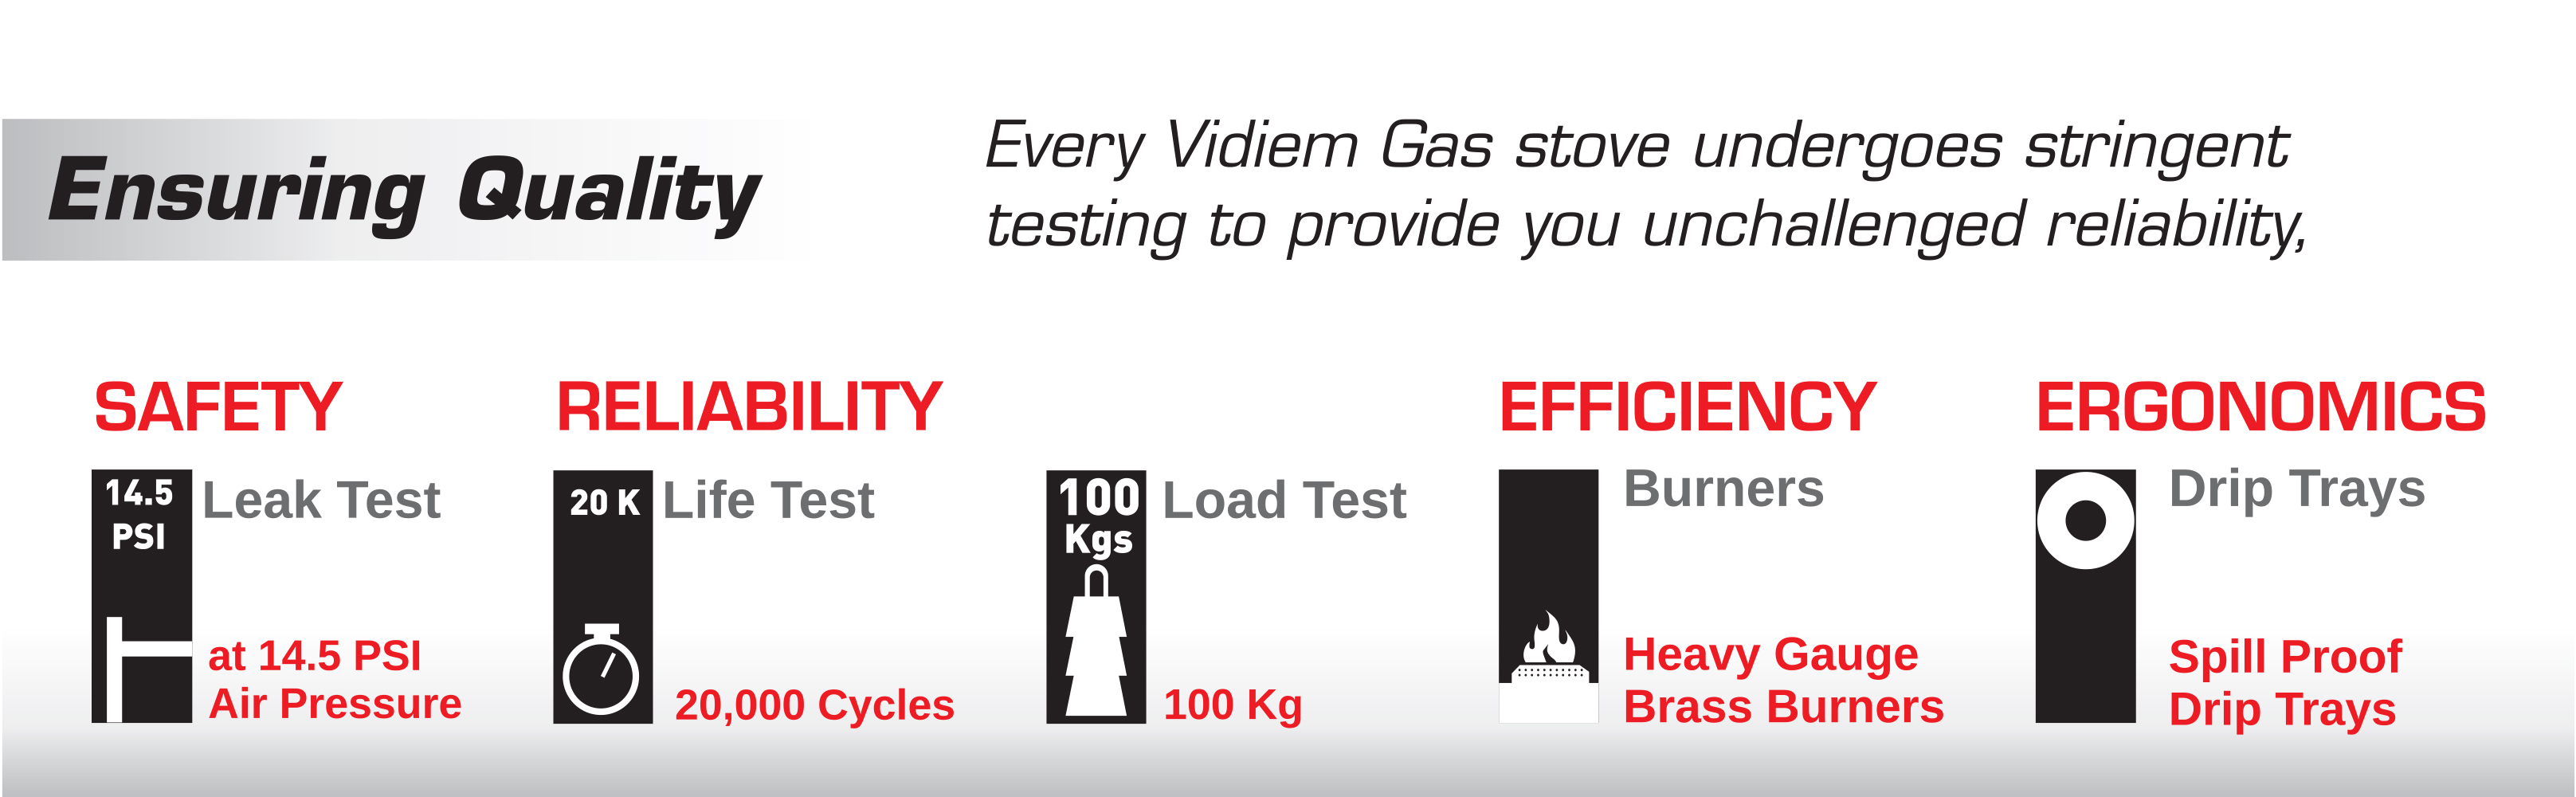 Ensuring Quality
Every Vidiem Gas stove undergoes stringent
testing to provide you unchallenged reliability,
SAFETY
14.5
PSI
Leak Test
at 14.5 PSI
Air Pressure
RELIABILITY
20 K
Life Test
20,000 Cycles
100
Kgs
Load Test
100 Kg
EFFICIENCY
Burners
Heavy Gauge
Brass Burners
ERGONOMICS
Drip Trays
Spill Proof
Drip Trays